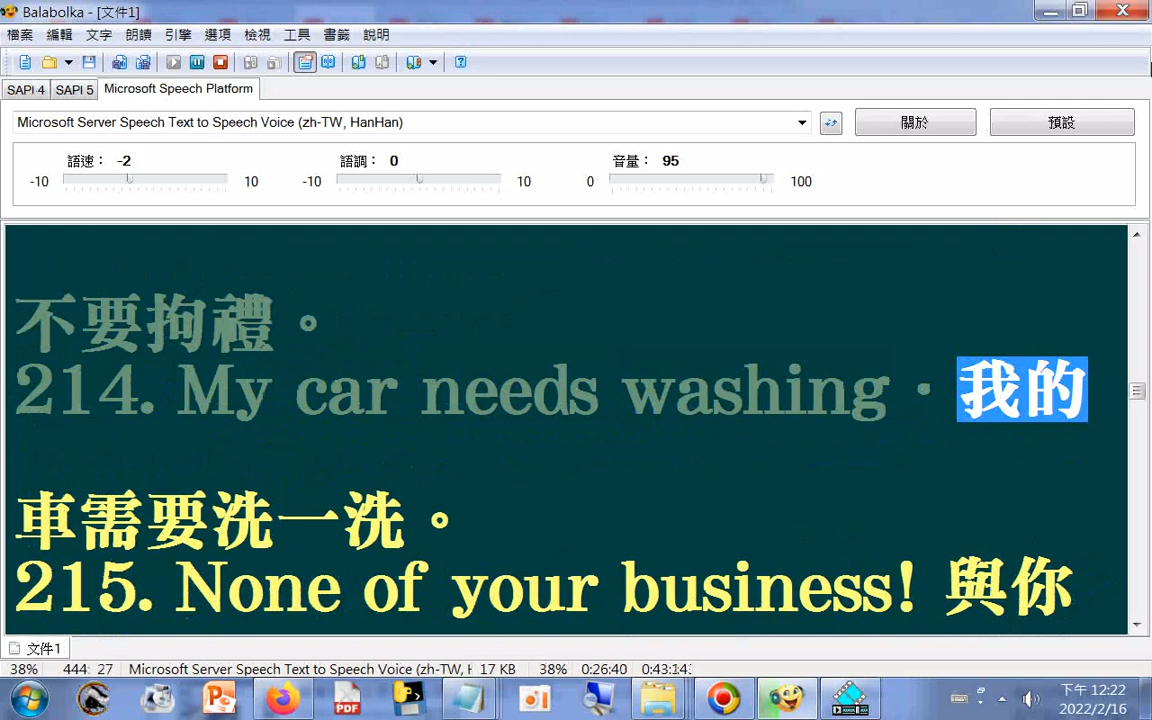 Balabolka - [文件1]
檔案 編輯 文字 朗讀 引擎 選項 檢視 工具 書籤 說明
SAPI 4 SAPI 5 Microsoft Speech Platform
Microsoft Server Speech Text to Speech Voice (zh-TW, HanHan) 關於 預設
語速： -2 語調： 0 音量： 95
-10 10 -10 10 0 100
不要拘禮。
214. My car needs washing · 我的
車需要洗一洗。
215. None of your business! 與你
文件1
38% 444: 27 Microsoft Server Speech Text to Speech Voice (zh-TW, H 17 KB 38% 0:26:40 0:43:14
下午 12:22
2022/2/16